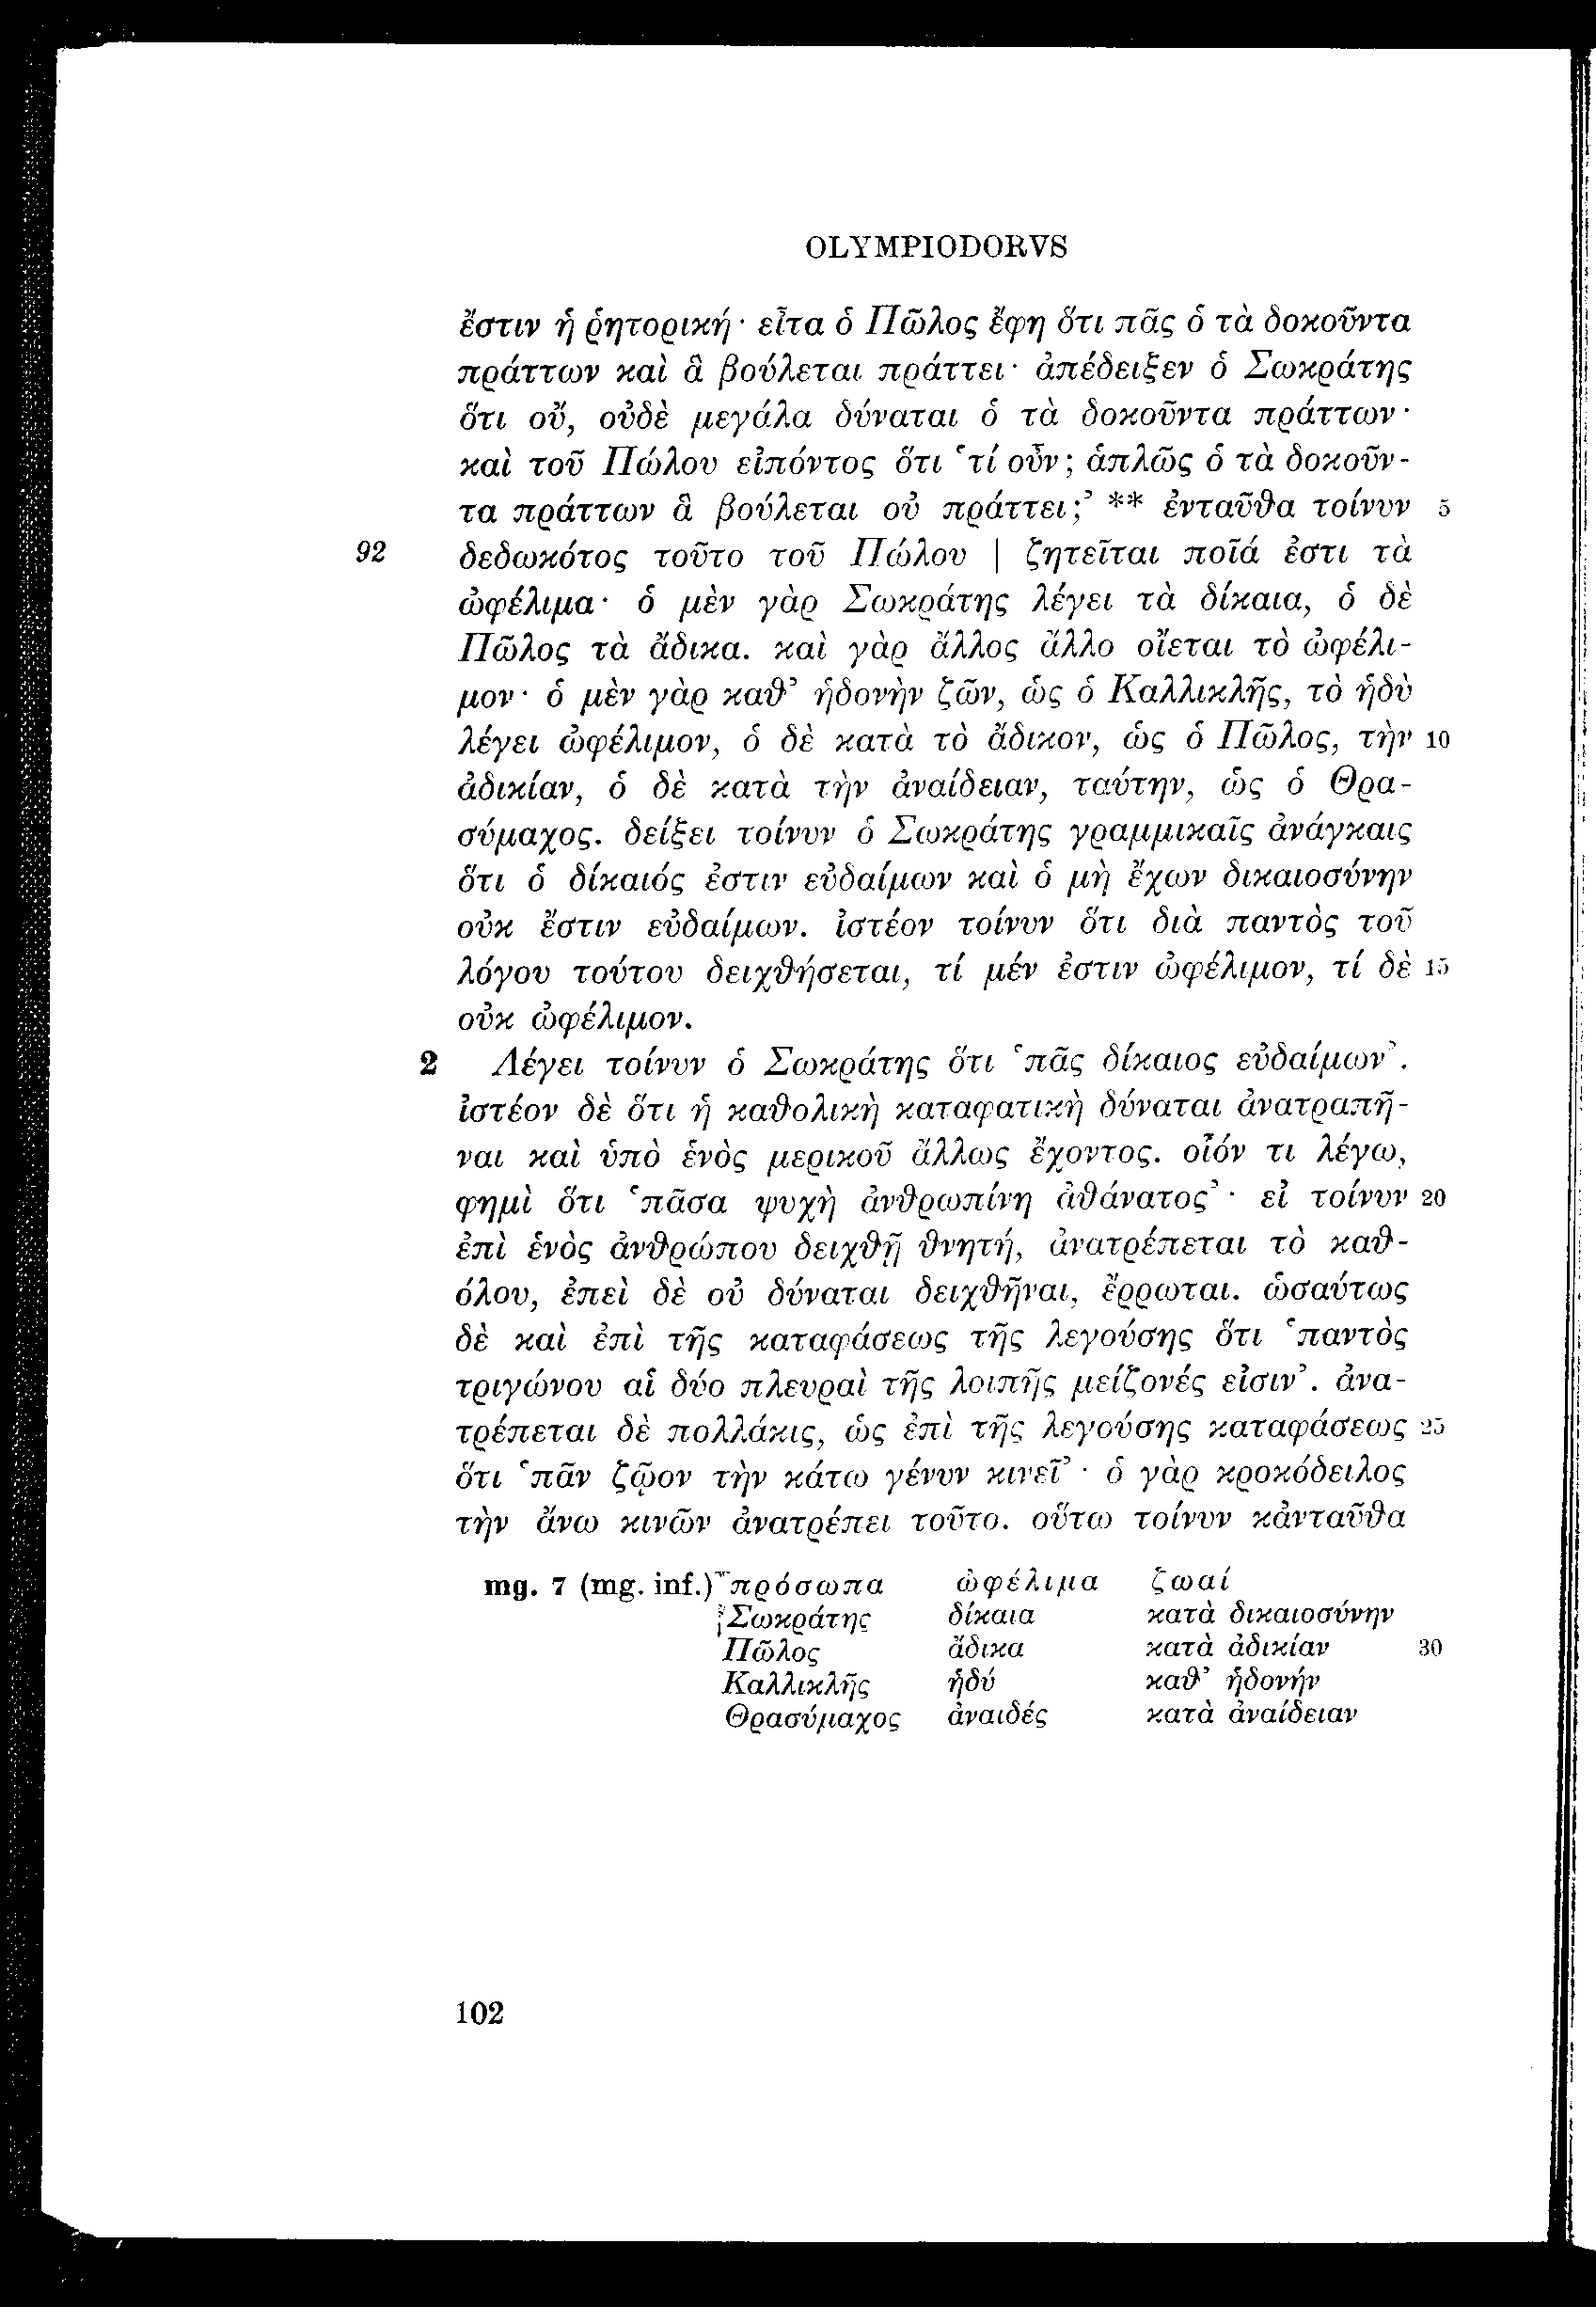 OLYMPIODORVS
ἔστιν ἡ ῥητορική· εἶτα ὁ Πῶλος ἔφη ὅτι πᾶς ὁ τὰ δοκοῦντα
πράττων καὶ ἃ βούλεται πράττει· ἀπέδειξεν ὁ Σωκράτης
ὅτι οὔ, οὐδὲ μεγάλα δύναται ὁ τὰ δοκοῦντα πράττων·
καὶ τοῦ Πώλου εἰπόντος ὅτι ‛τί οὖν; ἁπλῶς ὁ τὰ δοκοῦν-
τα πράττων ἃ βούλεται οὐ πράττει;’ ** ἐνταῦθα τοίνυν 5
92 δεδωκότος τοῦτο τοῦ Πώλου | ζητεῖται ποῖά ἐστι τὰ
ὠφέλιμα· ὁ μὲν γὰρ Σωκράτης λέγει τὰ δίκαια, ὁ δὲ
Πῶλος τὰ ἄδικα. καὶ γὰρ ἄλλος ἄλλο οἴεται τὸ ὠφέλι-
μον· ὁ μὲν γὰρ καθ’ ἡδονὴν ζῶν, ὡς ὁ Καλλικλῆς, τὸ ἡδὺ
λέγει ὠφέλιμον, ὁ δὲ κατὰ τὸ ἄδικον, ὡς ὁ Πῶλος, τὴν 10
ἀδικίαν, ὁ δὲ κατὰ τὴν ἀναίδειαν, ταύτην, ὡς ὁ Θρα-
σύμαχος. δείξει τοίνυν ὁ Σωκράτης γραμμικαῖς ἀνάγκαις
ὅτι ὁ δίκαιός ἐστιν εὐδαίμων καὶ ὁ μὴ ἔχων δικαιοσύνην
οὐκ ἔστιν εὐδαίμων. ἰστέον τοίνυν ὅτι διὰ παντὸς τοῦ
λόγου τούτου δειχθήσεται, τί μέν ἐστιν ὠφέλιμον, τί δὲ 15
οὐκ ὠφέλιμον.
2 Λέγει τοίνυν ὁ Σωκράτης ὅτι ‛πᾶς δίκαιος εὐδαίμων’.
ἰστέον δὲ ὅτι ἡ καθολικὴ καταφατικὴ δύναται ἀνατραπῆ-
ναι καὶ ὑπὸ ἑνὸς μερικοῦ ἄλλως ἔχοντος. οἷόν τι λέγω,
φημὶ ὅτι ‛πᾶσα ψυχὴ ἀνθρωπίνη ἀθάνατος’· εἰ τοίνυν 20
ἐπὶ ἑνὸς ἀνθρώπου δειχθῇ θνητή, ἀνατρέπεται τὸ καθ-
όλου, ἐπεὶ δὲ οὐ δύναται δειχθῆναι, ἔρρωται. ὡσαύτως
δὲ καὶ ἐπὶ τῆς καταφάσεως τῆς λεγούσης ὅτι ‛παντὸς
τριγώνου αἱ δύο πλευραὶ τῆς λοιπῆς μείζονές εἰσιν’. ἀνα-
τρέπεται δὲ πολλάκις, ὡς ἐπὶ τῆς λεγούσης καταφάσεως 25
ὅτι ‛πᾶν ζῷον τὴν κάτω γένυν κινεῖ’· ὁ γὰρ κροκόδειλος
τὴν ἄνω κινῶν ἀνατρέπει τοῦτο. οὕτω τοίνυν κἀνταῦθα
mg. 7 (mg. inf.) πρόσωπα ὠφέλιμα ζωαί
Σωκράτης δίκαια κατὰ δικαιοσύνην
Πῶλος ἄδικα κατὰ ἀδικίαν 30
Καλλικλῆς ἡδύ καθ’ ἡδονήν
Θρασύμαχος ἀναιδές κατὰ ἀναίδειαν
102